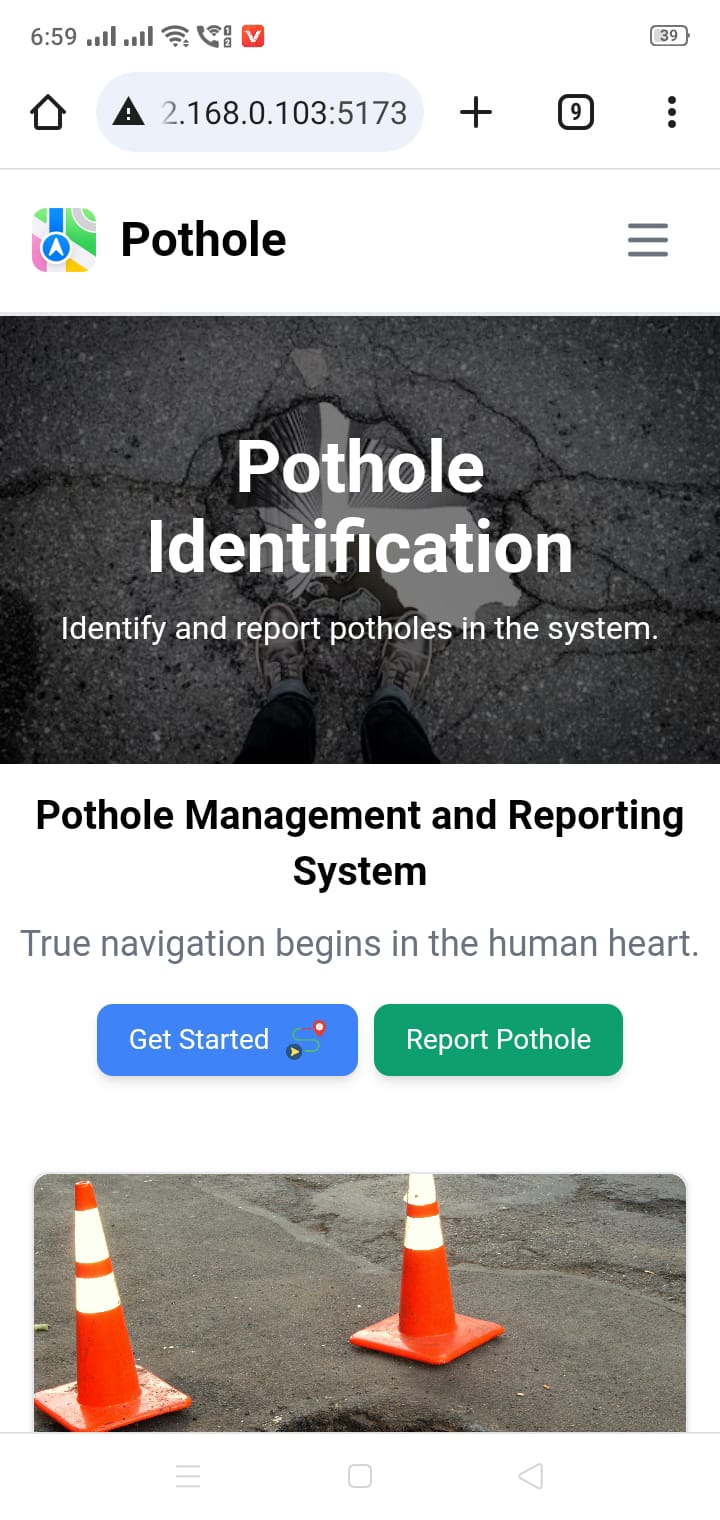 6:59
39
2.168.0.103:5173
9
Pothole
Pothole
Identification
Identify and report potholes in the system.
Pothole Management and Reporting
System
True navigation begins in the human heart.
Get Started
Report Pothole